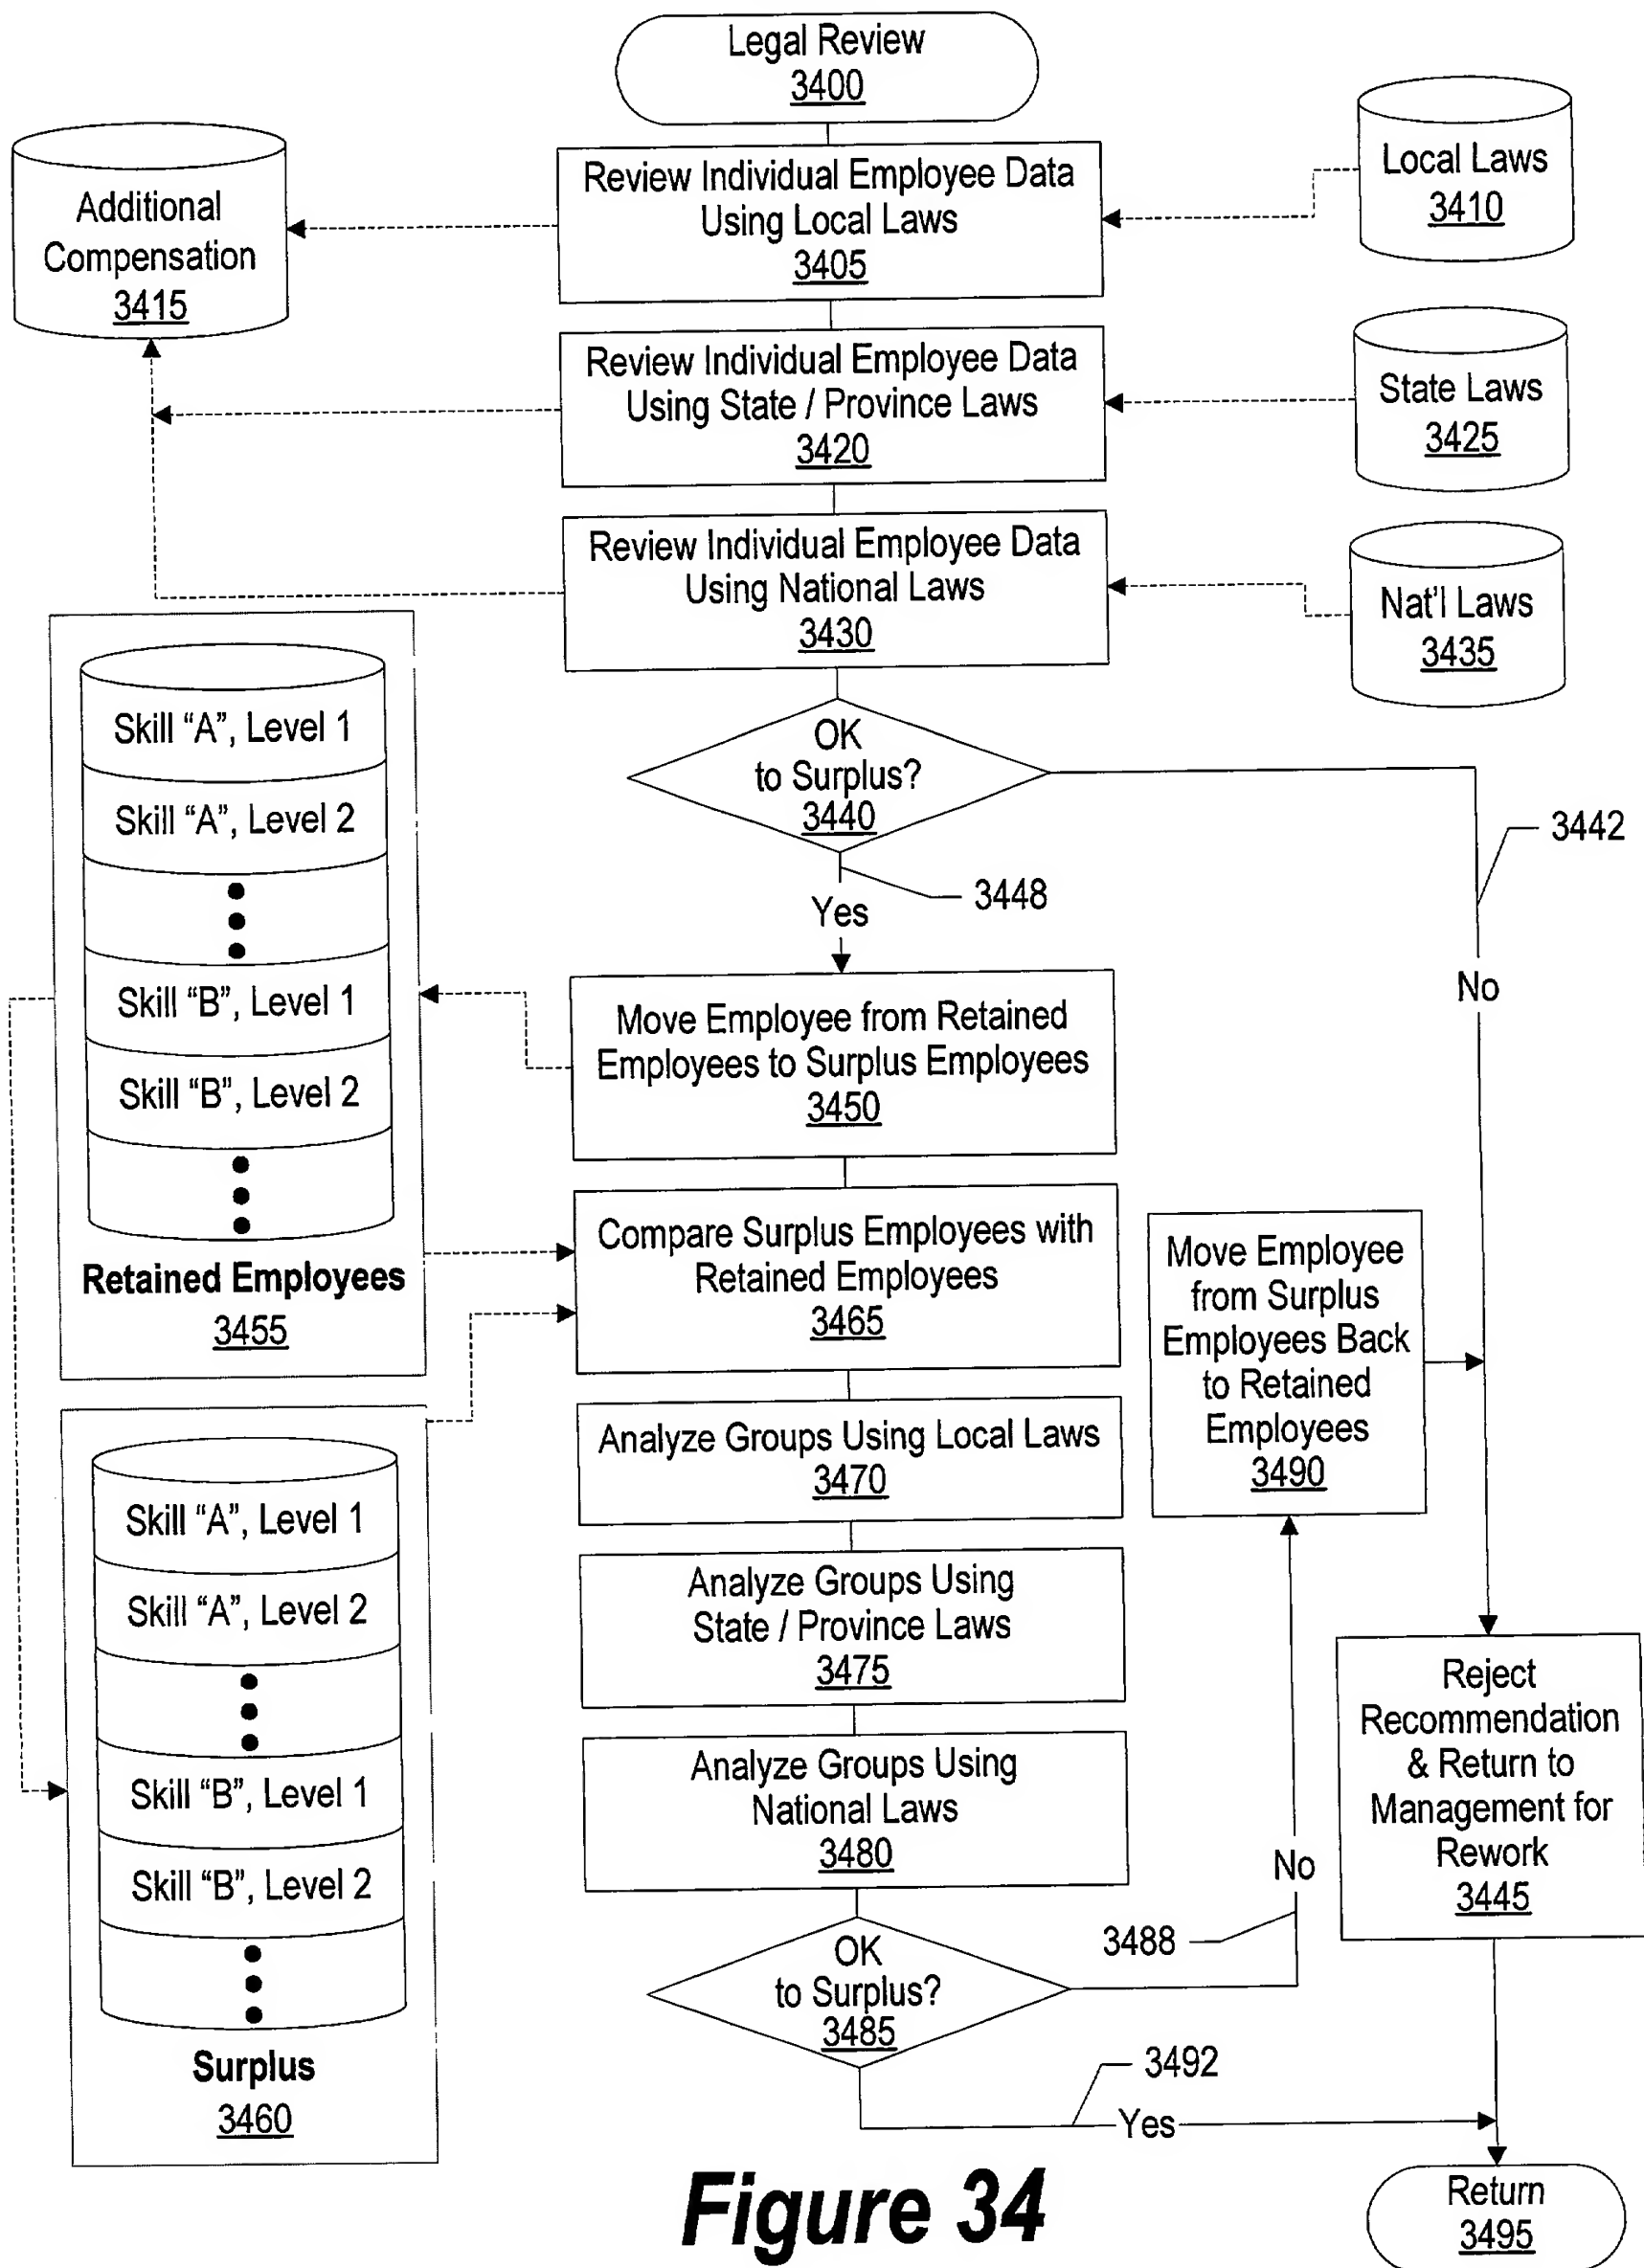 Legal Review
3400
Local Laws
3410
Additional
Compensation
3415
Review Individual Employee Data
Using Local Laws
3405
Review Individual Employee Data
Using State / Province Laws
3420
State Laws
3425
Review Individual Employee Data
Using National Laws
3430
Nat'l Laws
3435
OK
to Surplus?
3440
3442
3448
Yes
No
Skill “A”, Level 1
Skill “A”, Level 2
Skill “B”, Level 1
Skill “B”, Level 2
Retained Employees
3455
Move Employee from Retained
Employees to Surplus Employees
3450
Compare Surplus Employees with
Retained Employees
3465
Move Employee
from Surplus
Employees Back
to Retained
Employees
3490
Analyze Groups Using Local Laws
3470
Analyze Groups Using
State / Province Laws
3475
Analyze Groups Using
National Laws
3480
Skill “A”, Level 1
Skill “A”, Level 2
Skill “B”, Level 1
Skill “B”, Level 2
Surplus
3460
Reject
Recommendation
& Return to
Management for
Rework
3445
No
3488
OK
to Surplus?
3485
3492
Yes
Return
3495
Figure 34